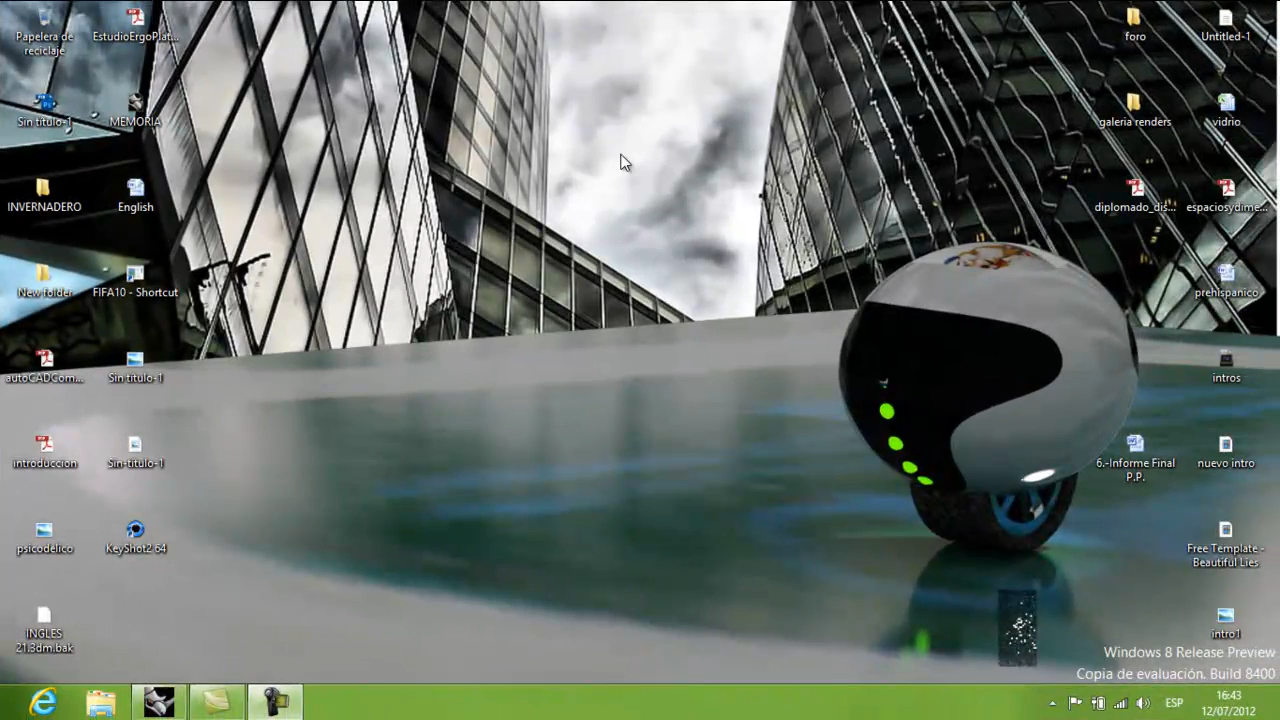 Papelera de
reciclaje
EstudioErgoPlat...
Sin título-1
MEMORIA
INVERNADERO
English
New folder
FIFA10 - Shortcut
autoCADCom...
Sin título-1
introduccion
Sin-titulo-1
psicodelico
KeyShot2 64
INGLES
21.3dm.bak
foro
Untitled-1
galeria renders
vidrio
diplomado_dis...
espaciosydime...
prehispanico
intros
6.-Informe Final
P.P.
nuevo intro
Free Template -
Beautiful Lies
intro1
Windows 8 Release Preview
Copia de evaluación. Build 8400
ESP
16:43
12/07/2012